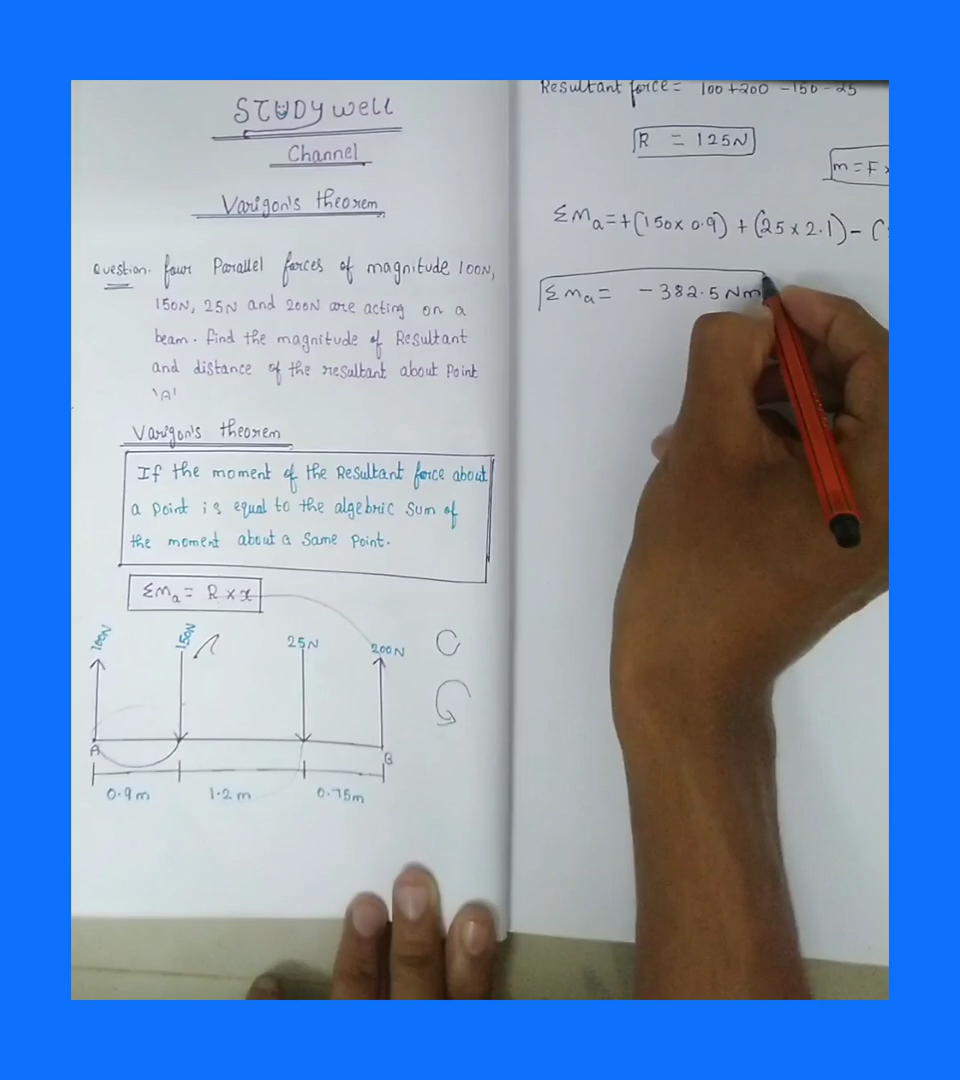 STUDY well
Channel
Varigon's theorem
Question. four Parallel forces of magnitude 100N,
150N, 25N and 200N are acting on a
beam. find the magnitude of Resultant
and distance of the resultant about Point
'A'
Varigon's theorem
If the moment of the Resultant force about
a point is equal to the algebric sum of
the moment about a same point.
ΣMa = R × x
100N 150N 25N 200N
A B
0.9m 1.2m 0.75m
Resultant force = 100+200 -150-25
R = 125N
m = F ×
ΣMa = +(150 × 0.9) + (25 × 2.1) - (
ΣMa = - 382.5 Nm